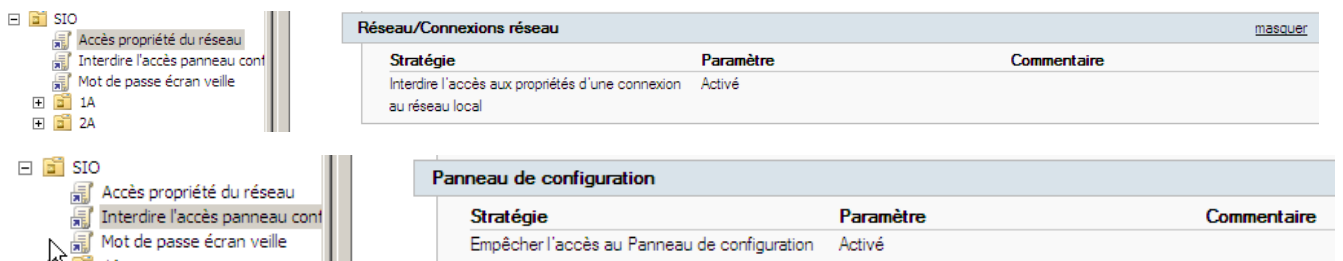 SIO
Accès propriété du réseau
Interdire l'accès panneau conf
Mot de passe écran veille
1A
2A
Réseau/Connexions réseau masquer
Stratégie Paramètre Commentaire
Interdire l'accès aux propriétés d'une connexion Activé
au réseau local
SIO
Accès propriété du réseau
Interdire l'accès panneau conf
Mot de passe écran veille
Panneau de configuration
Stratégie Paramètre Commentaire
Empêcher l'accès au Panneau de configuration Activé